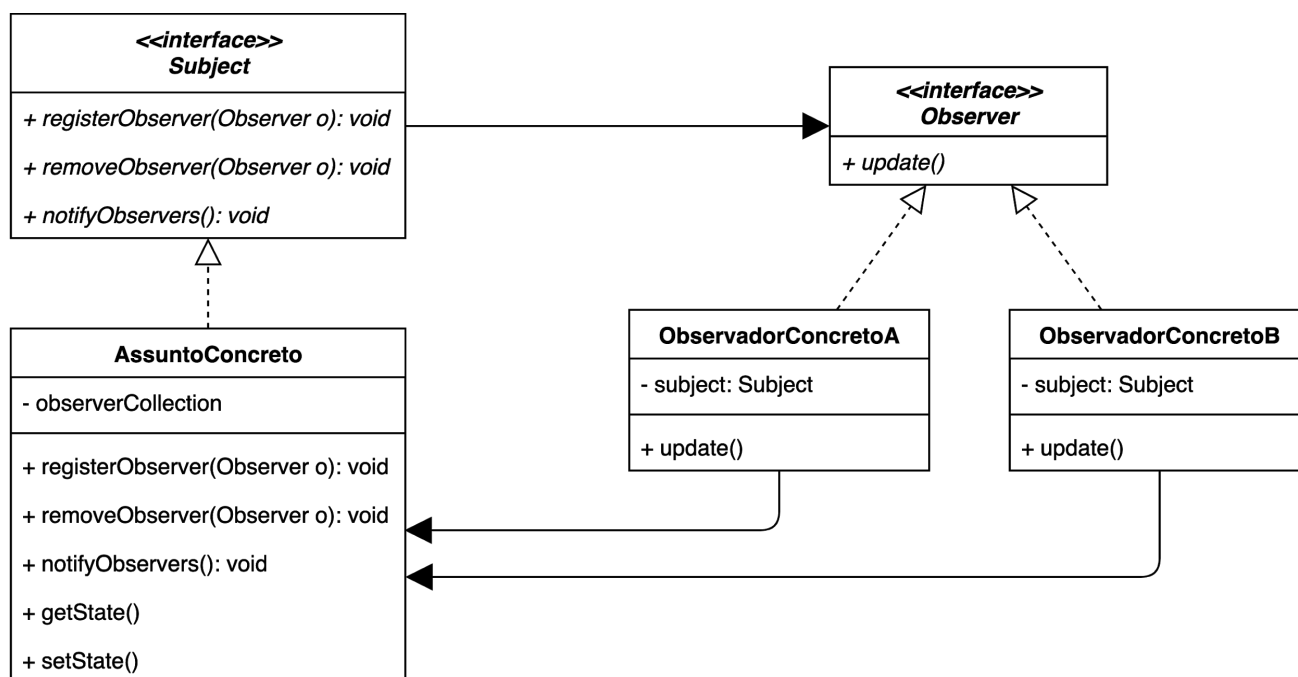 <<interface>>
Subject
+ registerObserver(Observer o): void
+ removeObserver(Observer o): void
+ notifyObservers(): void
<<interface>>
Observer
+ update()
AssuntoConcreto
- observerCollection
+ registerObserver(Observer o): void
+ removeObserver(Observer o): void
+ notifyObservers(): void
+ getState()
+ setState()
ObservadorConcretoA
- subject: Subject
+ update()
ObservadorConcretoB
- subject: Subject
+ update()